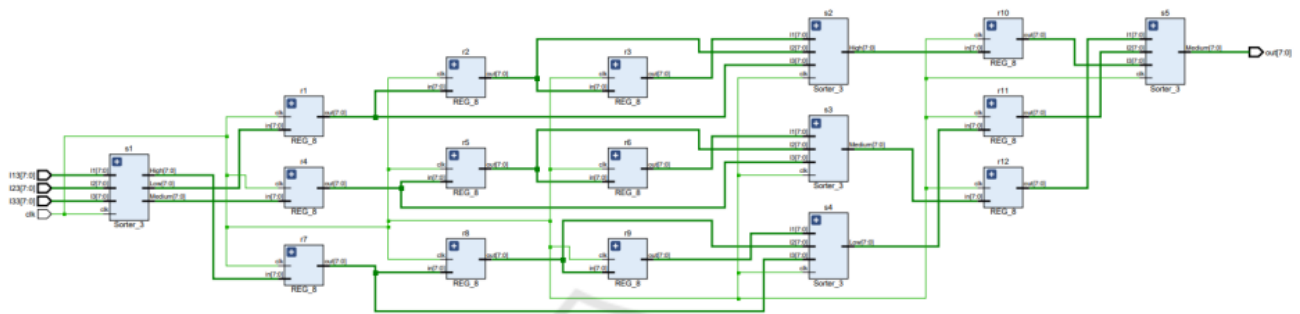 s1
I1[7:0]
I2[7:0]
I3[7:0]
clk
High[7:0]
Low[7:0]
Medium[7:0]
Sorter_3
I13[7:0]
I23[7:0]
I33[7:0]
clk
r1
clk
in[7:0]
out[7:0]
REG_8
r4
clk
in[7:0]
out[7:0]
REG_8
r7
clk
in[7:0]
out[7:0]
REG_8
r2
clk
in[7:0]
out[7:0]
REG_8
r5
clk
in[7:0]
out[7:0]
REG_8
r8
clk
in[7:0]
out[7:0]
REG_8
r3
clk
in[7:0]
out[7:0]
REG_8
r6
clk
in[7:0]
out[7:0]
REG_8
r9
clk
in[7:0]
out[7:0]
REG_8
s2
I1[7:0]
I2[7:0]
I3[7:0]
clk
High[7:0]
Sorter_3
s3
I1[7:0]
I2[7:0]
I3[7:0]
clk
Medium[7:0]
Sorter_3
s4
I1[7:0]
I2[7:0]
I3[7:0]
clk
Low[7:0]
Sorter_3
r10
clk
in[7:0]
out[7:0]
REG_8
r11
clk
in[7:0]
out[7:0]
REG_8
r12
clk
in[7:0]
out[7:0]
REG_8
s5
I1[7:0]
I2[7:0]
I3[7:0]
clk
Medium[7:0]
Sorter_3
out[7:0]